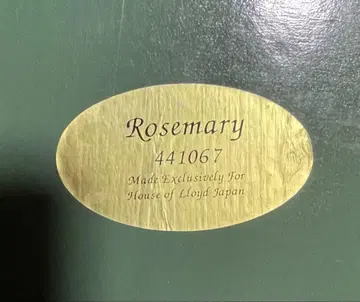 Rosemary
441067
Made Exclusively For
House of Lloyd Japan